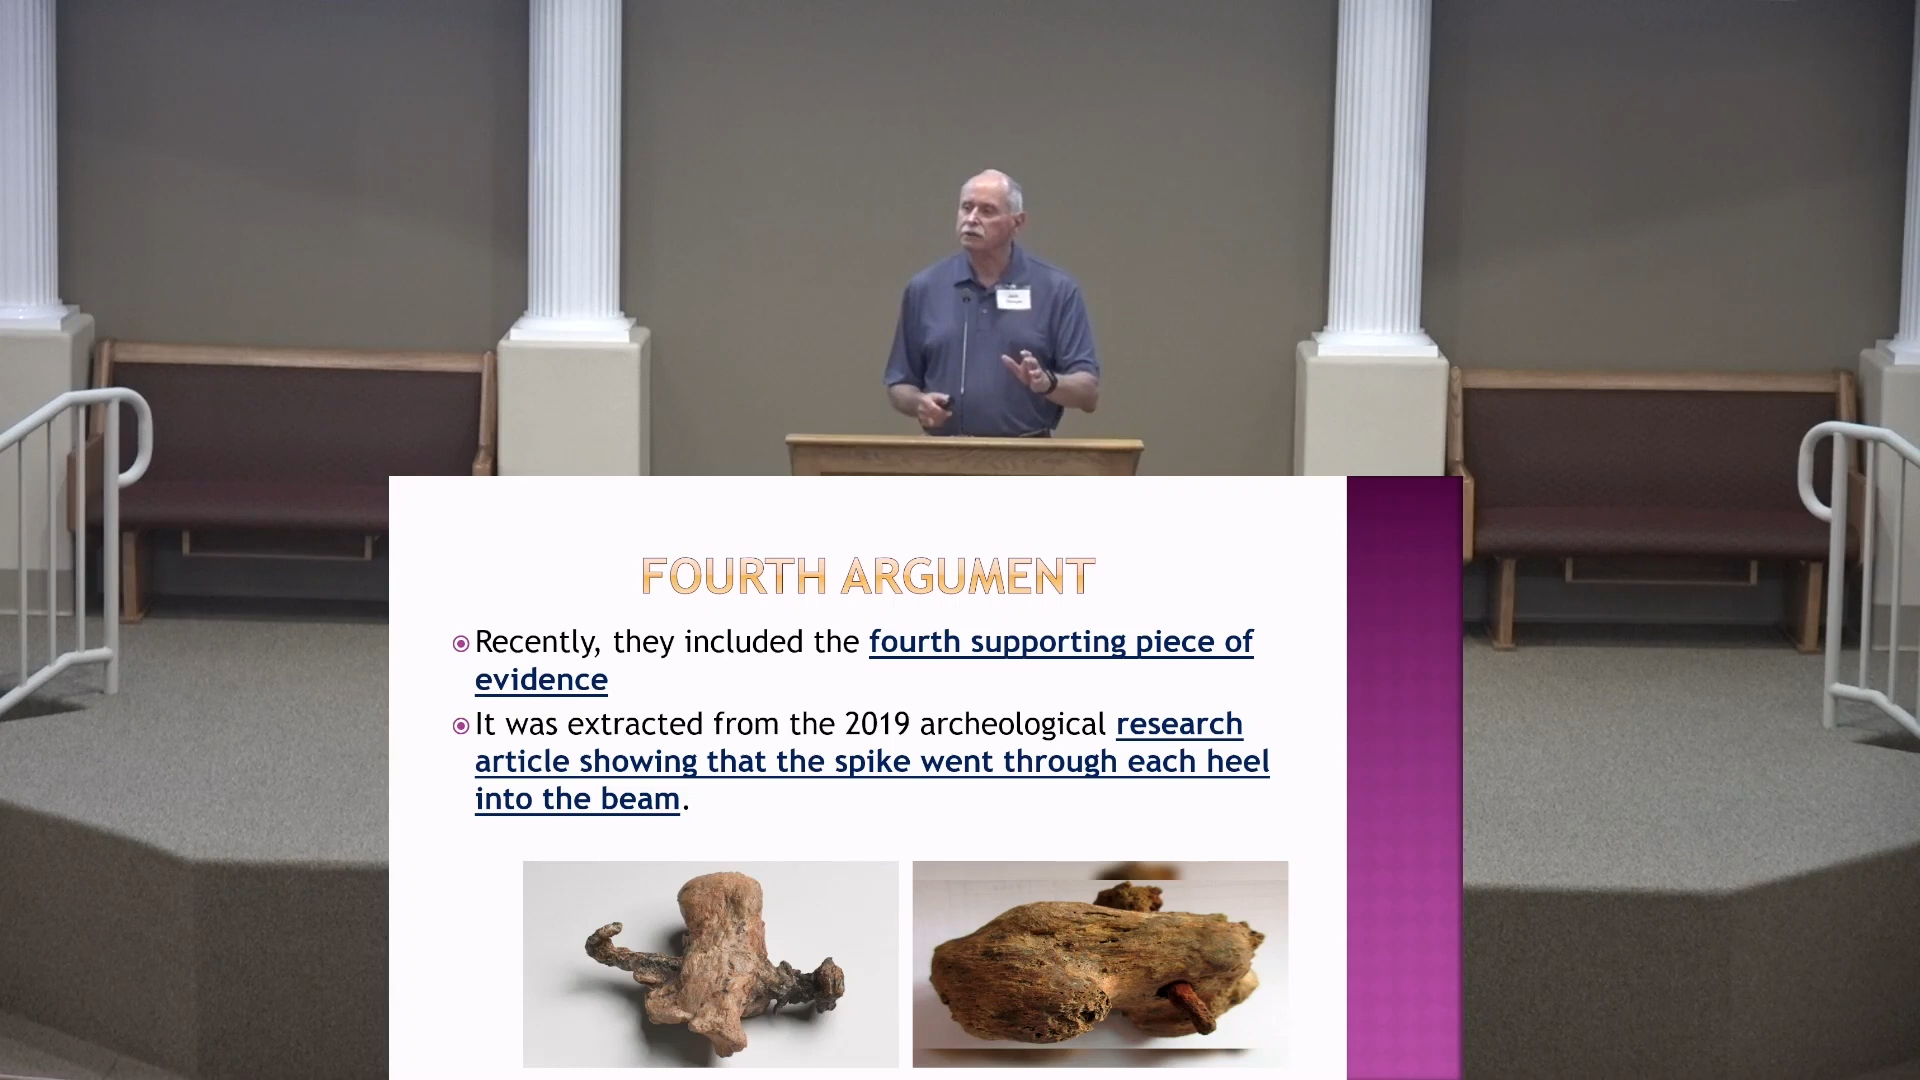 FOURTH ARGUMENT
Recently, they included the fourth supporting piece of
evidence
It was extracted from the 2019 archeological research
article showing that the spike went through each heel
into the beam.